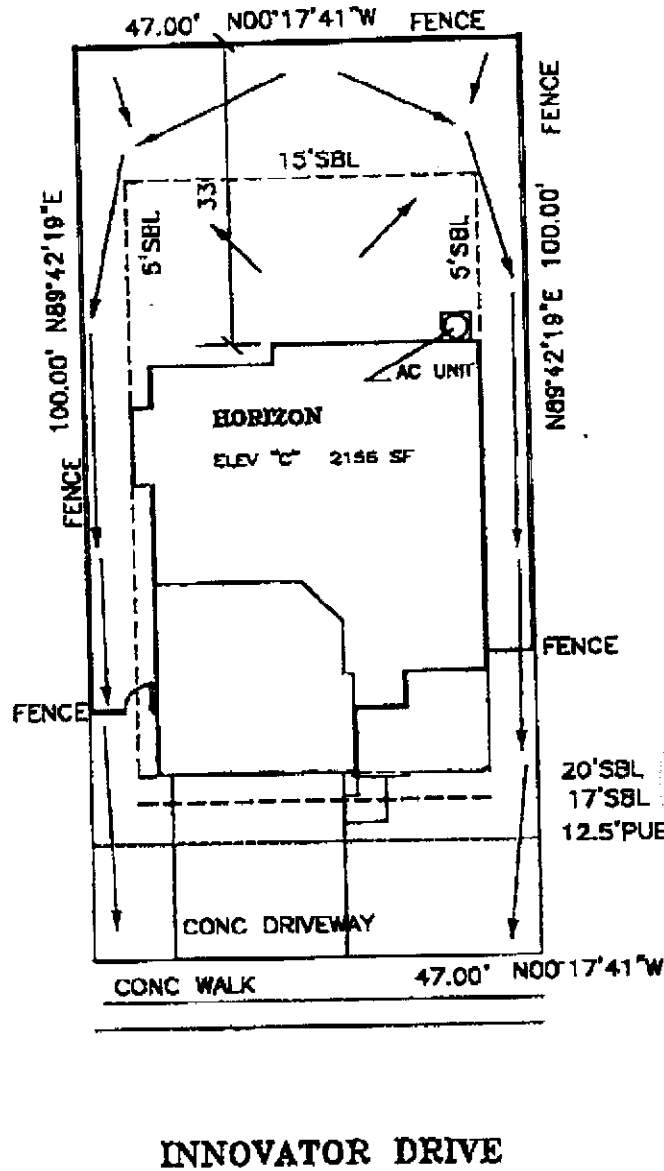 47.00' N00°17'41"W FENCE
FENCE
15'SBL
33'
5'SBL
5'SBL
100.00' N89°42'19"E
N89°42'19"E 100.00'
AC UNIT
HORIZON
ELEV "C" 2156 SF
FENCE
FENCE
FENCE
20'SBL
17'SBL
12.5'PUE
CONC DRIVEWAY
47.00' N00°17'41"W
CONC WALK
INNOVATOR DRIVE